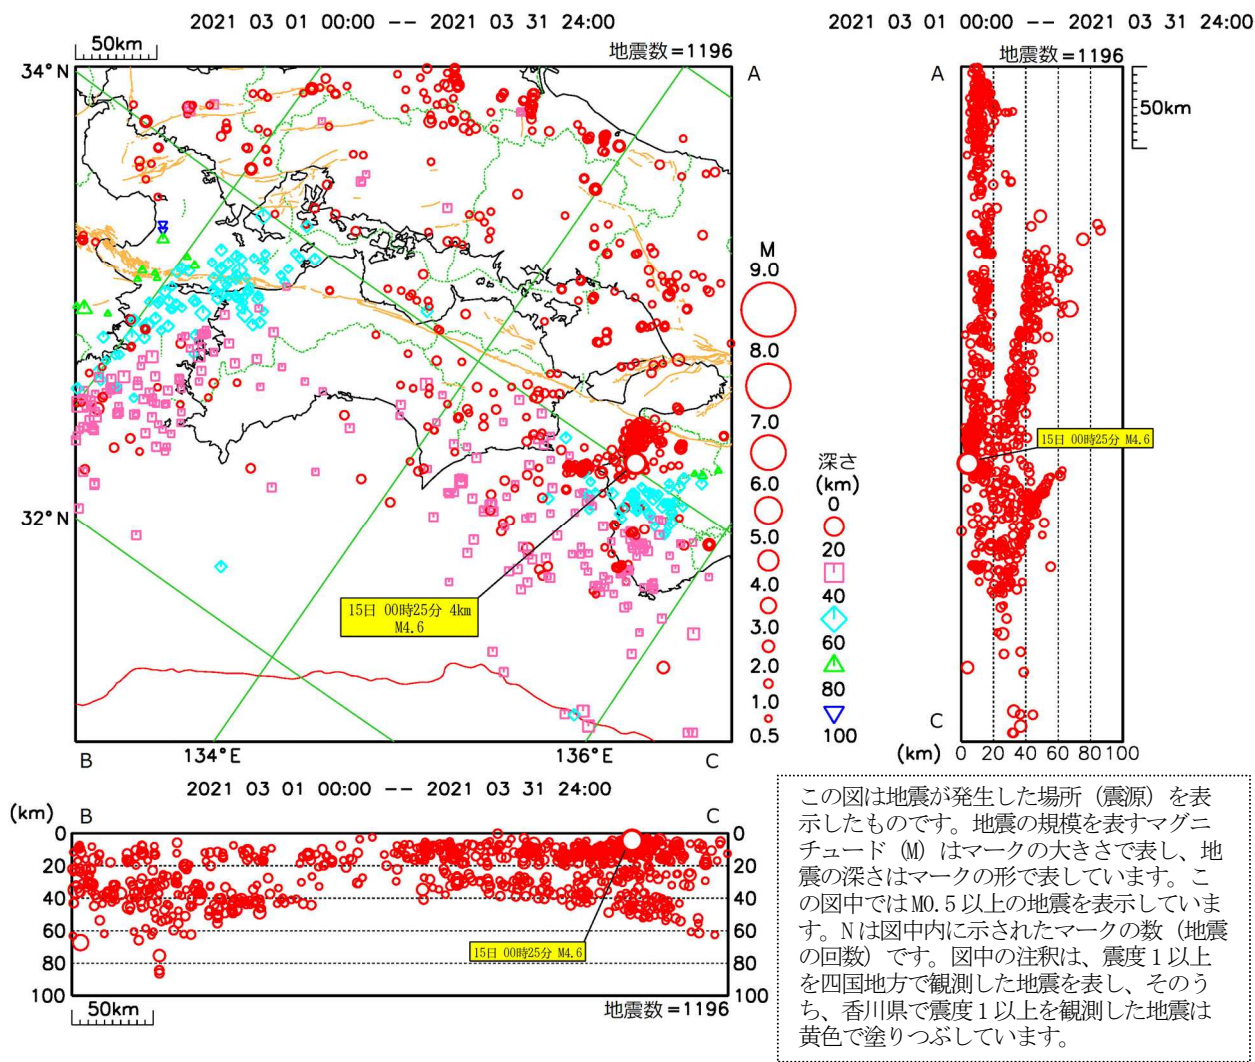 2021 03 01 00:00 -- 2021 03 31 24:00
50km
地震数=1196
34°N
32°N
134°E
136°E
A
B
C
15日 00時25分 4km
M4.6
M
9.0
8.0
7.0
6.0
5.0
4.0
3.0
2.0
1.0
0.5
深さ
(km)
0
20
40
60
80
100
2021 03 01 00:00 -- 2021 03 31 24:00
地震数=1196
A
50km
15日 00時25分 M4.6
C
(km) 0 20 40 60 80 100
2021 03 01 00:00 -- 2021 03 31 24:00
(km) B C
0 0
20 20
40 40
60 60
80 80
100 100
15日 00時25分 M4.6
50km
地震数=1196
この図は地震が発生した場所（震源）を表
示したものです。地震の規模を表すマグニ
チュード（M）はマークの大きさで表し、地
震の深さはマークの形で表しています。こ
の図中ではM0.5以上の地震を表示していま
す。Nは図中内に示されたマークの数（地震
の回数）です。図中の注釈は、震度1以上
を四国地方で観測した地震を表し、そのう
ち、香川県で震度1以上を観測した地震は
黄色で塗りつぶしています。